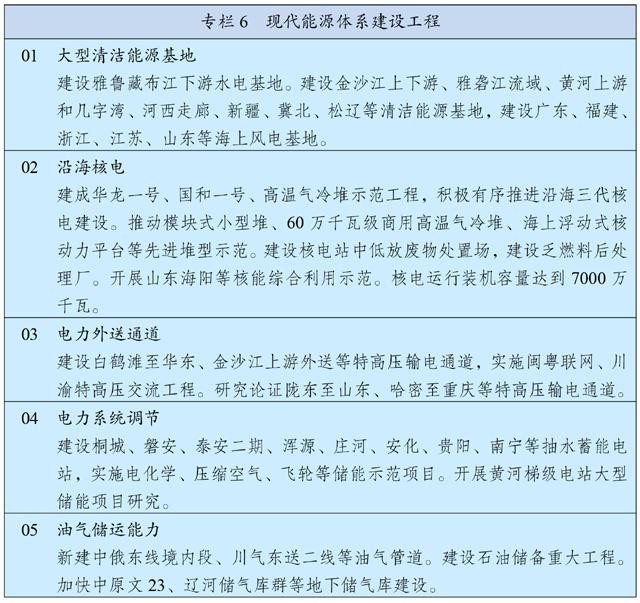 专栏 6 现代能源体系建设工程
01 大型清洁能源基地
建设雅鲁藏布江下游水电基地。建设金沙江上下游、雅砻江流域、黄河上游
和几字湾、河西走廊、新疆、冀北、松辽等清洁能源基地，建设广东、福建、
浙江、江苏、山东等海上风电基地。
02 沿海核电
建成华龙一号、国和一号、高温气冷堆示范工程，积极有序推进沿海三代核
电建设。推动模块式小型堆、60 万千瓦级商用高温气冷堆、海上浮动式核
动力平台等先进堆型示范。建设核电站中低放废物处置场，建设乏燃料后处
理厂。开展山东海阳等核能综合利用示范。核电运行装机容量达到 7000 万
千瓦。
03 电力外送通道
建设白鹤滩至华东、金沙江上游外送等特高压输电通道，实施闽粤联网、川
渝特高压交流工程。研究论证陇东至山东、哈密至重庆等特高压输电通道。
04 电力系统调节
建设桐城、磐安、泰安二期、浑源、庄河、安化、贵阳、南宁等抽水蓄能电
站，实施电化学、压缩空气、飞轮等储能示范项目。开展黄河梯级电站大型
储能项目研究。
05 油气储运能力
新建中俄东线境内段、川气东送二线等油气管道。建设石油储备重大工程。
加快中原文 23、辽河储气库群等地下储气库建设。